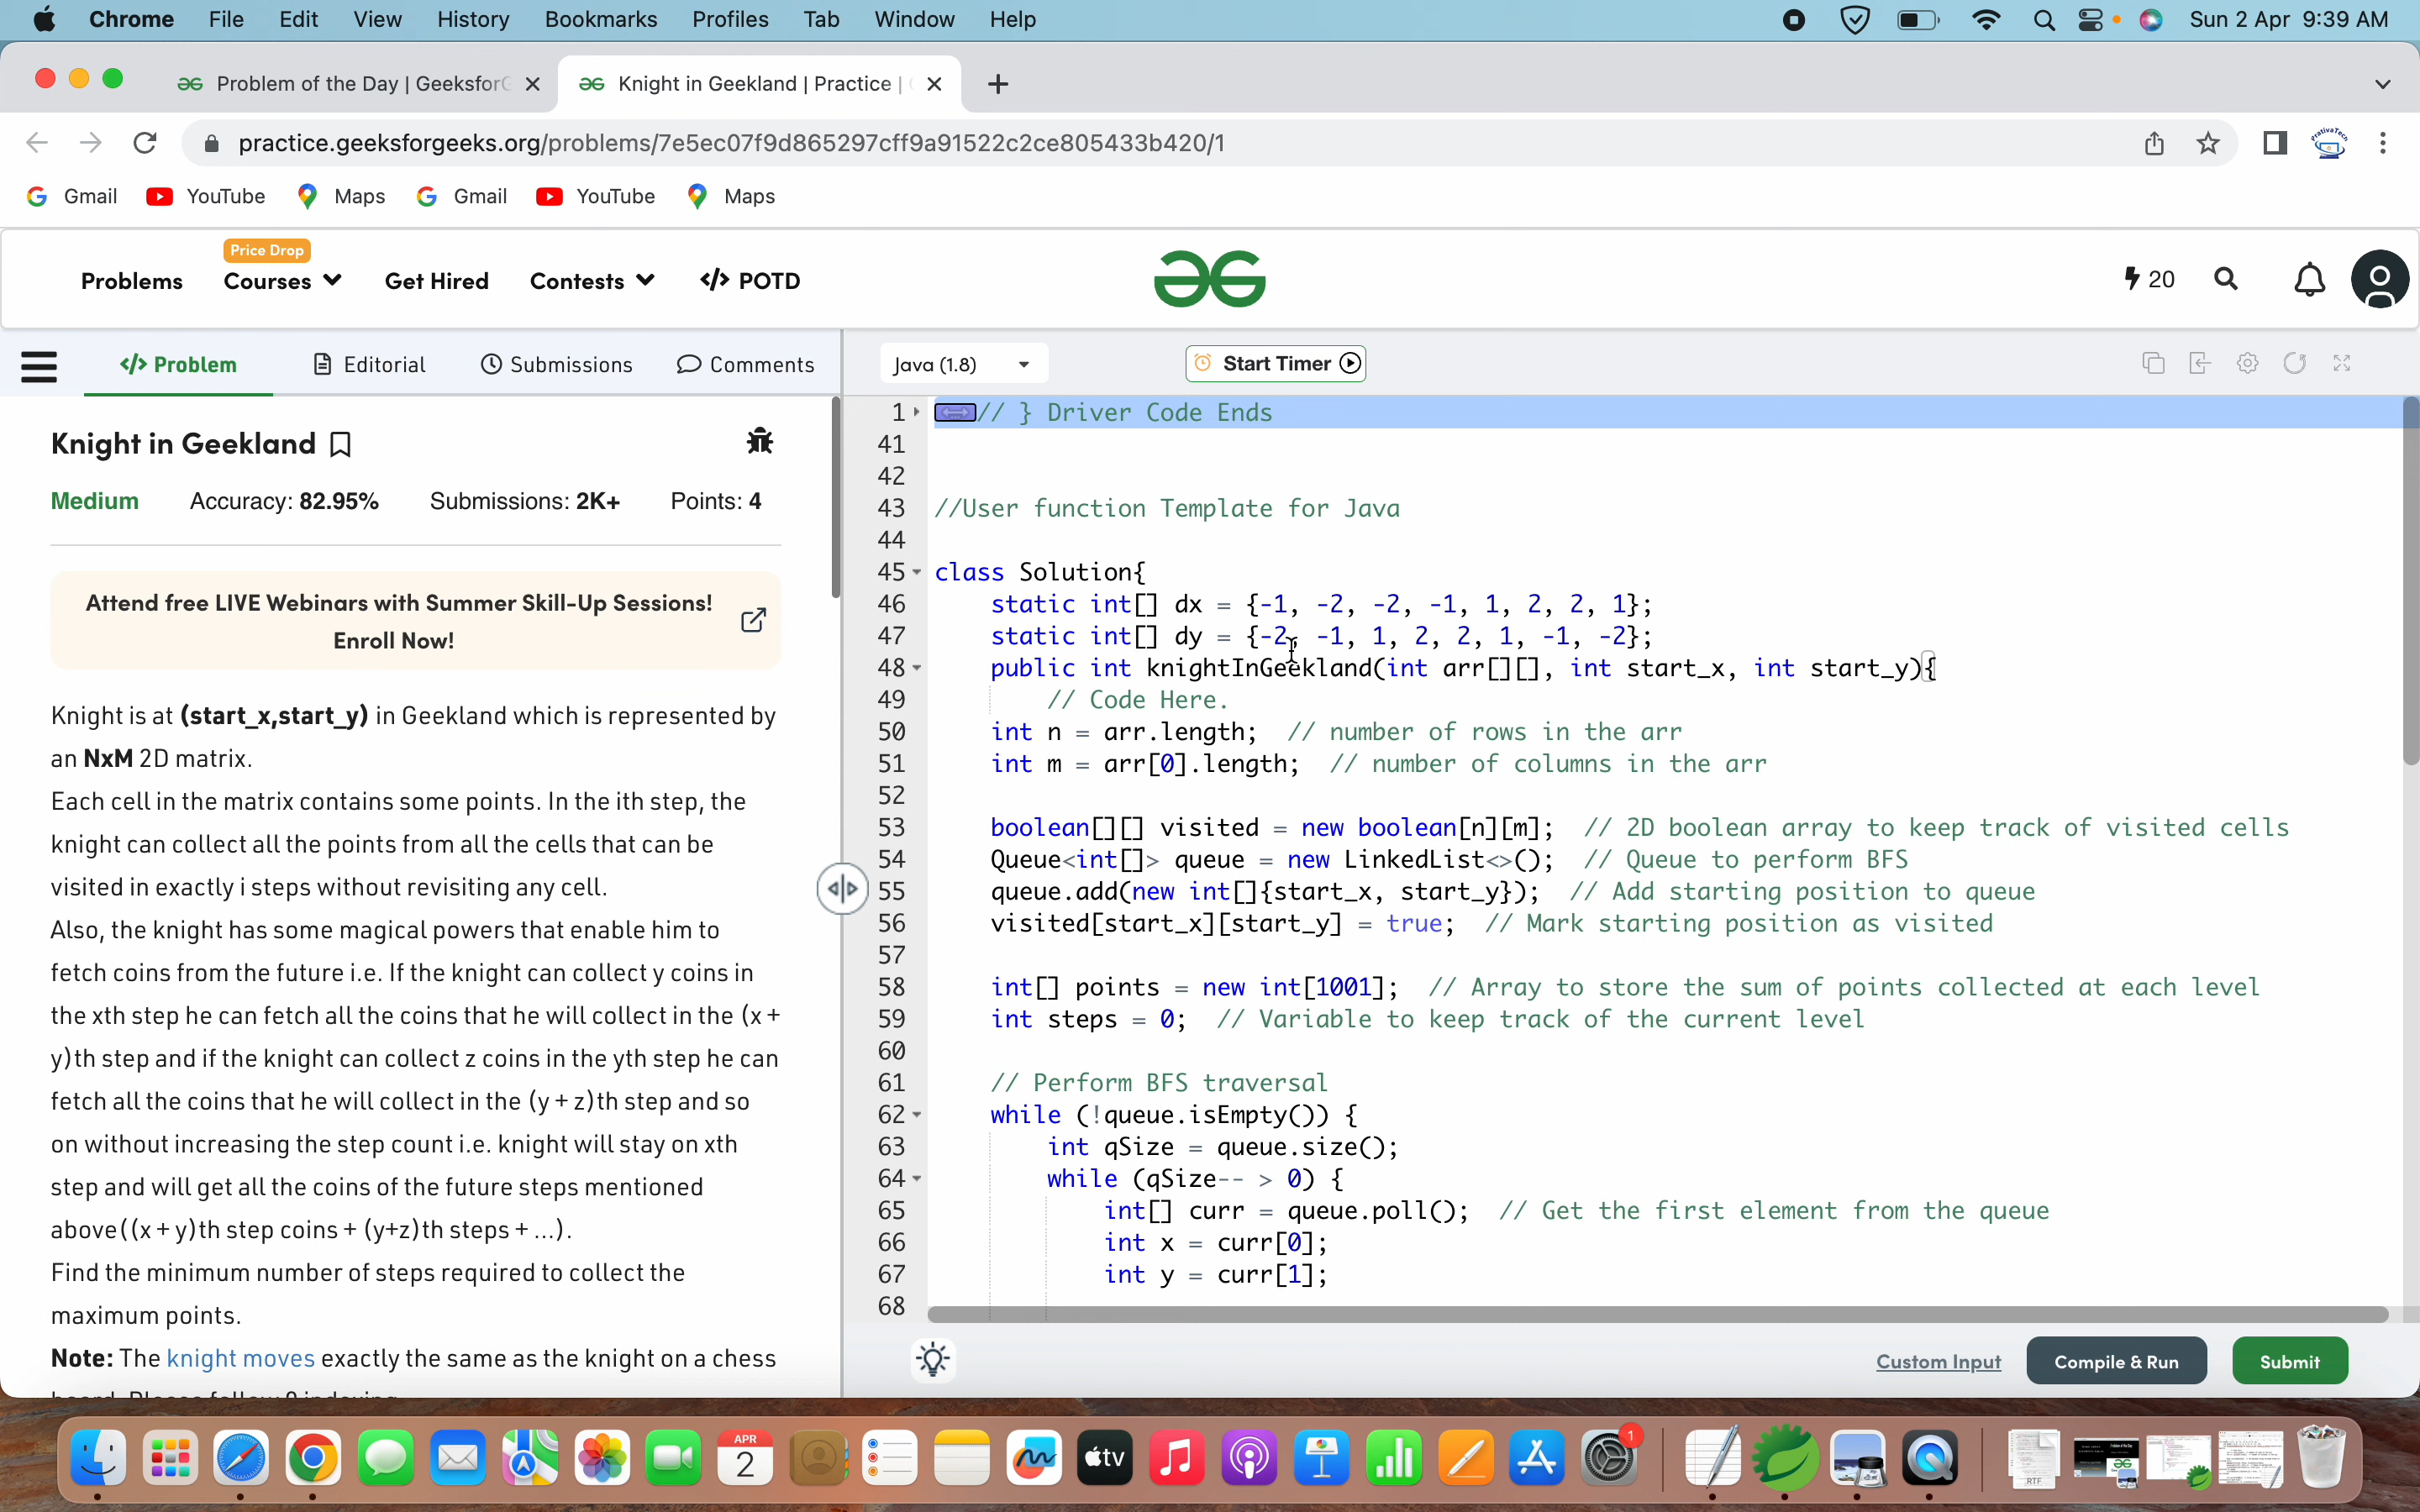 Chrome File Edit View History Bookmarks Profiles Tab Window Help Sun 2 Apr 9:39 AM
Problem of the Day | Geeksfor Knight in Geekland | Practice |
practice.geeksforgeeks.org/problems/7e5ec07f9d865297cff9a91522c2ce805433b420/1
Gmail YouTube Maps Gmail YouTube Maps
Price Drop
Problems Courses Get Hired Contests </> POTD 20
</> Problem Editorial Submissions Comments Java (1.8) Start Timer
Knight in Geekland
Medium Accuracy: 82.95% Submissions: 2K+ Points: 4
Attend free LIVE Webinars with Summer Skill-Up Sessions!
Enroll Now!
Knight is at (start_x,start_y) in Geekland which is represented by
an NxM 2D matrix.
Each cell in the matrix contains some points. In the ith step, the
knight can collect all the points from all the cells that can be
visited in exactly i steps without revisiting any cell.
Also, the knight has some magical powers that enable him to
fetch coins from the future i.e. If the knight can collect y coins in
the xth step he can fetch all the coins that he will collect in the (x +
y)th step and if the knight can collect z coins in the yth step he can
fetch all the coins that he will collect in the (y + z)th step and so
on without increasing the step count i.e. knight will stay on xth
step and will get all the coins of the future steps mentioned
above((x + y)th step coins + (y+z)th steps + ...).
Find the minimum number of steps required to collect the
maximum points.
Note: The knight moves exactly the same as the knight on a chess
1 // } Driver Code Ends
41
42
43 //User function Template for Java
44
45 class Solution{
46 static int[] dx = {-1, -2, -2, -1, 1, 2, 2, 1};
47 static int[] dy = {-2, -1, 1, 2, 2, 1, -1, -2};
48 public int knightInGeekland(int arr[][], int start_x, int start_y){
49 // Code Here.
50 int n = arr.length; // number of rows in the arr
51 int m = arr[0].length; // number of columns in the arr
52
53 boolean[][] visited = new boolean[n][m]; // 2D boolean array to keep track of visited cells
54 Queue<int[]> queue = new LinkedList<>(); // Queue to perform BFS
55 queue.add(new int[]{start_x, start_y}); // Add starting position to queue
56 visited[start_x][start_y] = true; // Mark starting position as visited
57
58 int[] points = new int[1001]; // Array to store the sum of points collected at each level
59 int steps = 0; // Variable to keep track of the current level
60
61 // Perform BFS traversal
62 while (!queue.isEmpty()) {
63 int qSize = queue.size();
64 while (qSize-- > 0) {
65 int[] curr = queue.poll(); // Get the first element from the queue
66 int x = curr[0];
67 int y = curr[1];
68
Custom Input Compile & Run Submit
APR
2
tv
1